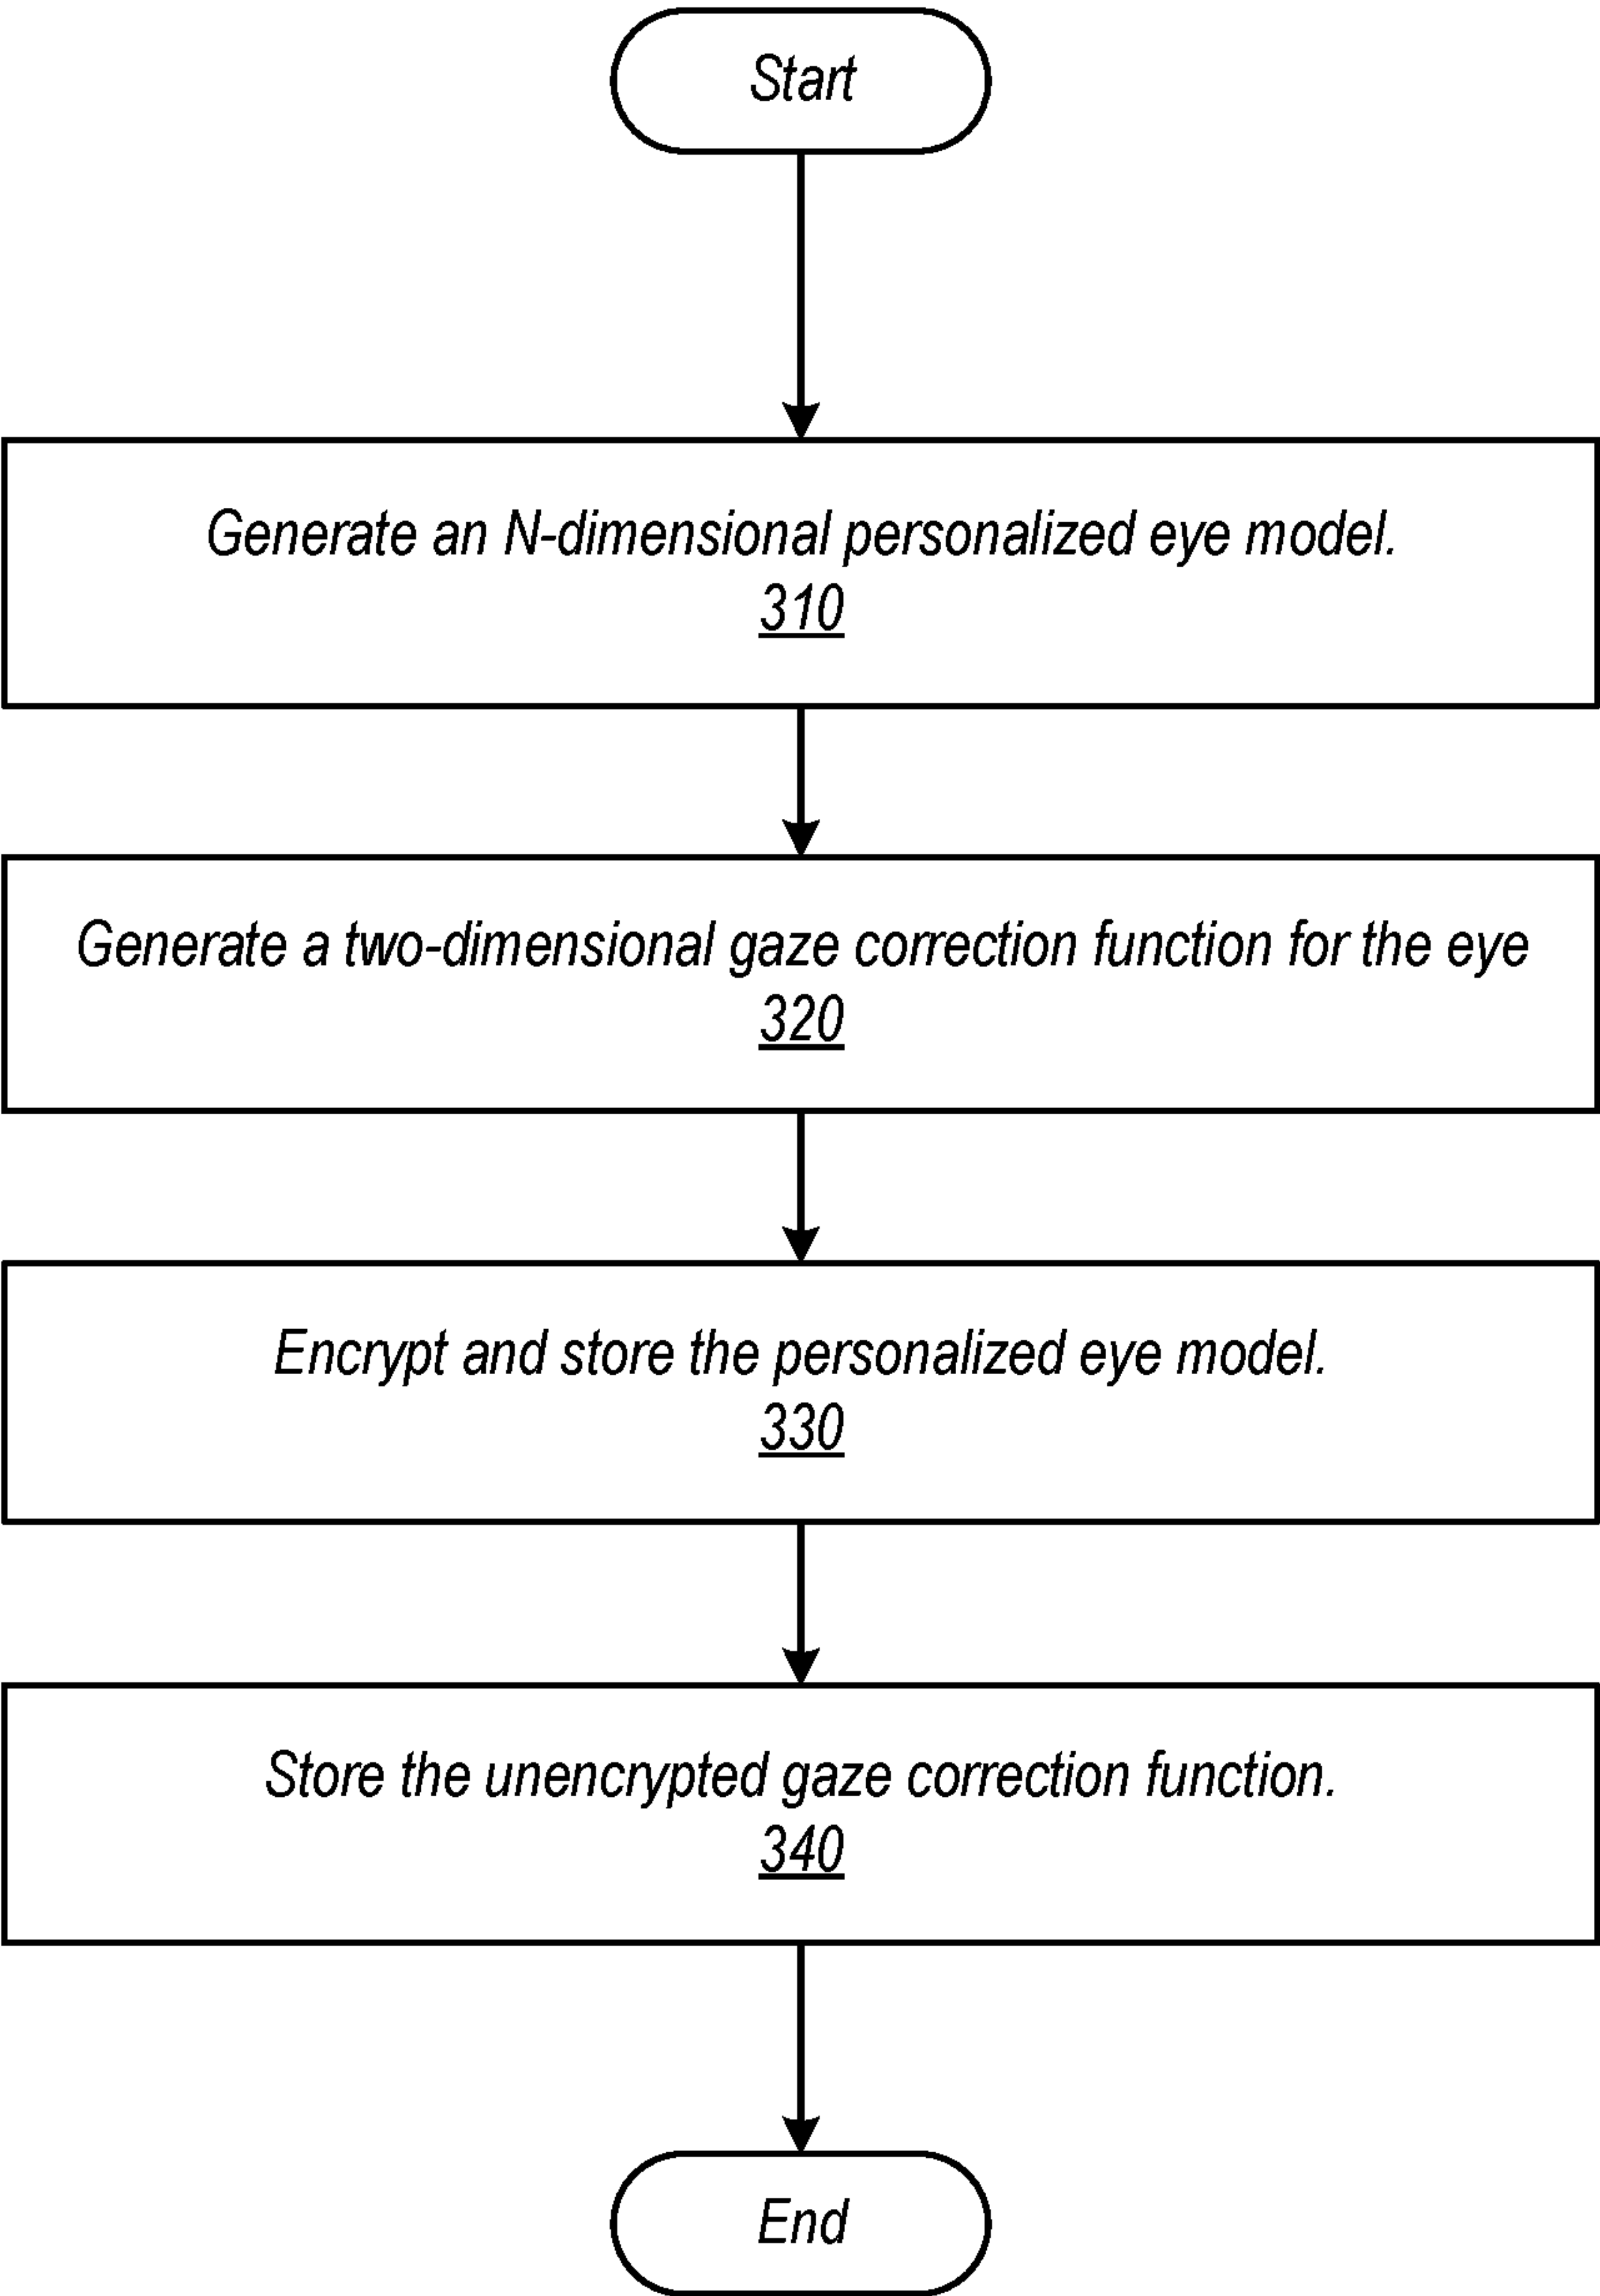 Start
Generate an N-dimensional personalized eye model.
310
Generate a two-dimensional gaze correction function for the eye
320
Encrypt and store the personalized eye model.
330
Store the unencrypted gaze correction function.
340
End